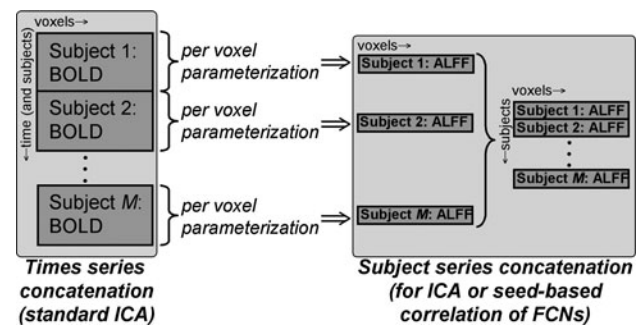 voxels→
←time (and subjects)
Subject 1:
BOLD
Subject 2:
BOLD
Subject M:
BOLD
per voxel
parameterization
per voxel
parameterization
per voxel
parameterization
Times series
concatenation
(standard ICA)
voxels→
Subject 1: ALFF
Subject 2: ALFF
Subject M: ALFF
voxels→
←subjects
Subject 1: ALFF
Subject 2: ALFF
Subject M: ALFF
Subject series concatenation
(for ICA or seed-based
correlation of FCNs)